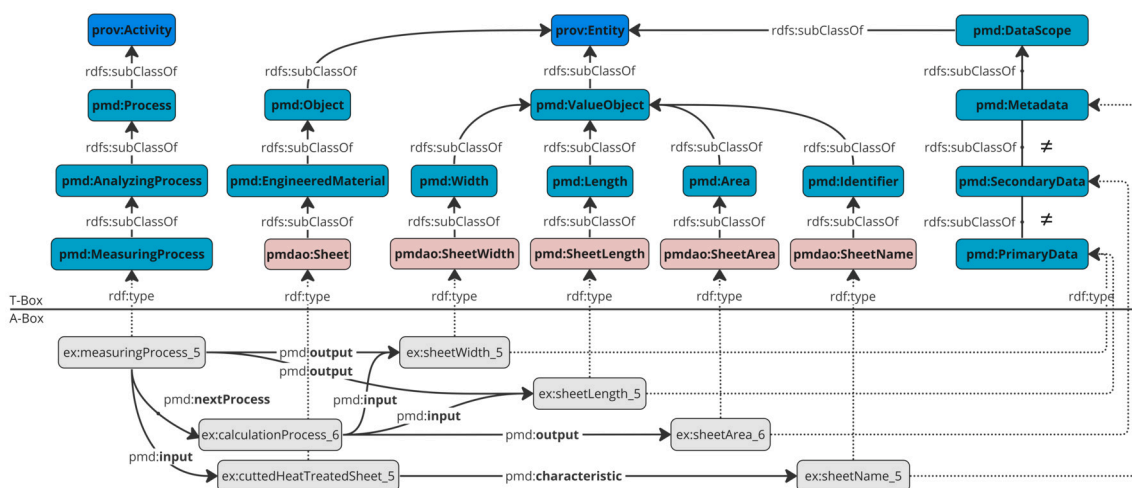 prov:Activity
prov:Entity
rdfs:subClassOf
pmd:DataScope
rdfs:subClassOf
rdfs:subClassOf
rdfs:subClassOf
rdfs:subClassOf
pmd:Process
pmd:Object
pmd:ValueObject
pmd:Metadata
rdfs:subClassOf
rdfs:subClassOf
rdfs:subClassOf
rdfs:subClassOf
rdfs:subClassOf
rdfs:subClassOf
rdfs:subClassOf
≠
pmd:AnalyzingProcess
pmd:EngineeredMaterial
pmd:Width
pmd:Length
pmd:Area
pmd:Identifier
pmd:SecondaryData
rdfs:subClassOf
rdfs:subClassOf
rdfs:subClassOf
rdfs:subClassOf
rdfs:subClassOf
rdfs:subClassOf
rdfs:subClassOf
≠
pmd:MeasuringProcess
pmdao:Sheet
pmdao:SheetWidth
pmd:SheetLength
pmdao:SheetArea
pmdao:SheetName
pmd:PrimaryData
T-Box
rdf:type
rdf:type
rdf:type
rdf:type
rdf:type
rdf:type
rdf:type
A-Box
ex:measuringProcess_5
pmd:output
ex:sheetWidth_5
pmd:output
pmd:nextProcess
pmd:input
ex:sheetLength_5
pmd:input
ex:calculationProcess_6
pmd:output
ex:sheetArea_6
pmd:input
ex:cuttedHeatTreatedSheet_5
pmd:characteristic
ex:sheetName_5